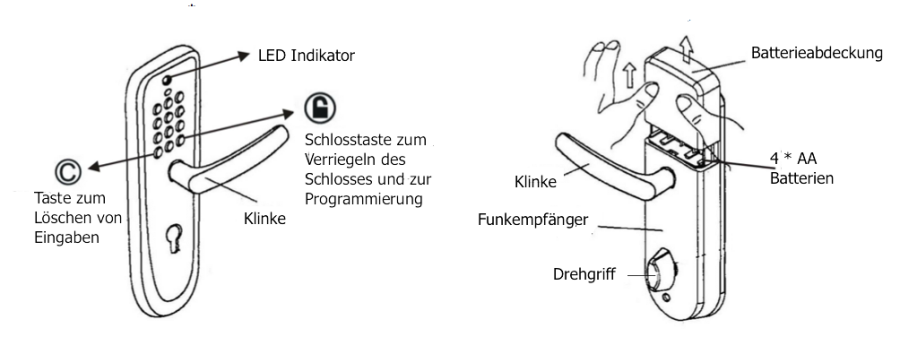 LED Indikator
Schlosstaste zum
Verriegeln des
Schlosses und zur
Programmierung
C
Taste zum
Löschen von
Eingaben
Klinke
Batterieabdeckung
4 * AA
Batterien
Klinke
Funkempfänger
Drehgriff